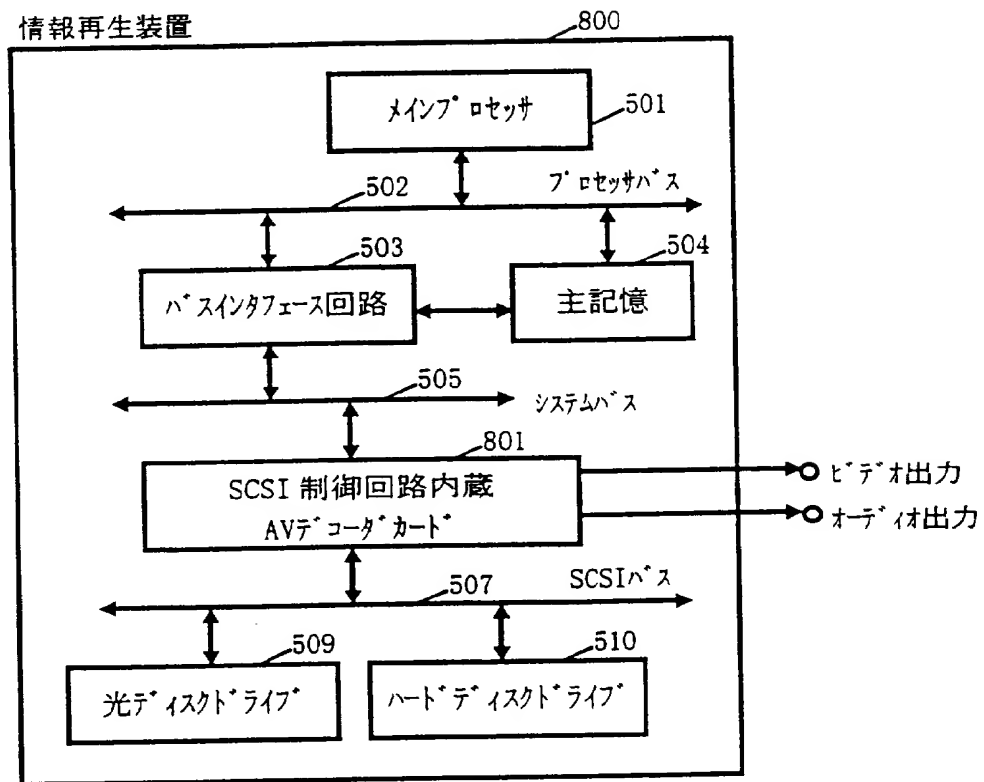 情報再生装置
800
メインプロセッサ
501
502
プロセッサバス
503
504
バスインタフェース回路
主記憶
505
システムバス
801
SCSI 制御回路内蔵
AVデコーダカード
ビデオ出力
オーディオ出力
507
SCSIバス
509
510
光ディスクドライブ
ハードディスクドライブ